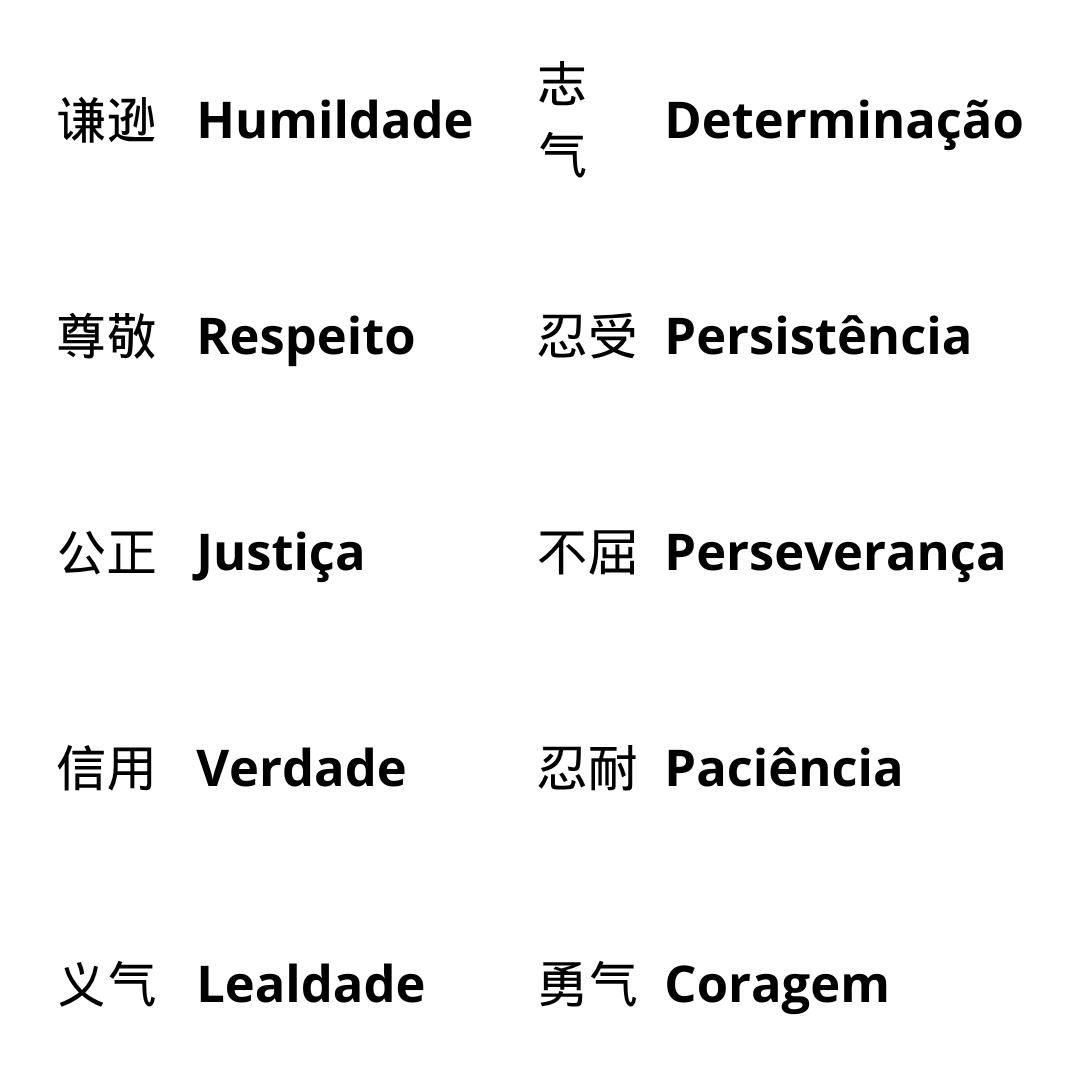 谦逊 Humildade
志气 Determinação
尊敬 Respeito
忍受 Persistência
公正 Justiça
不屈 Perseverança
信用 Verdade
忍耐 Paciência
义气 Lealdade
勇气 Coragem